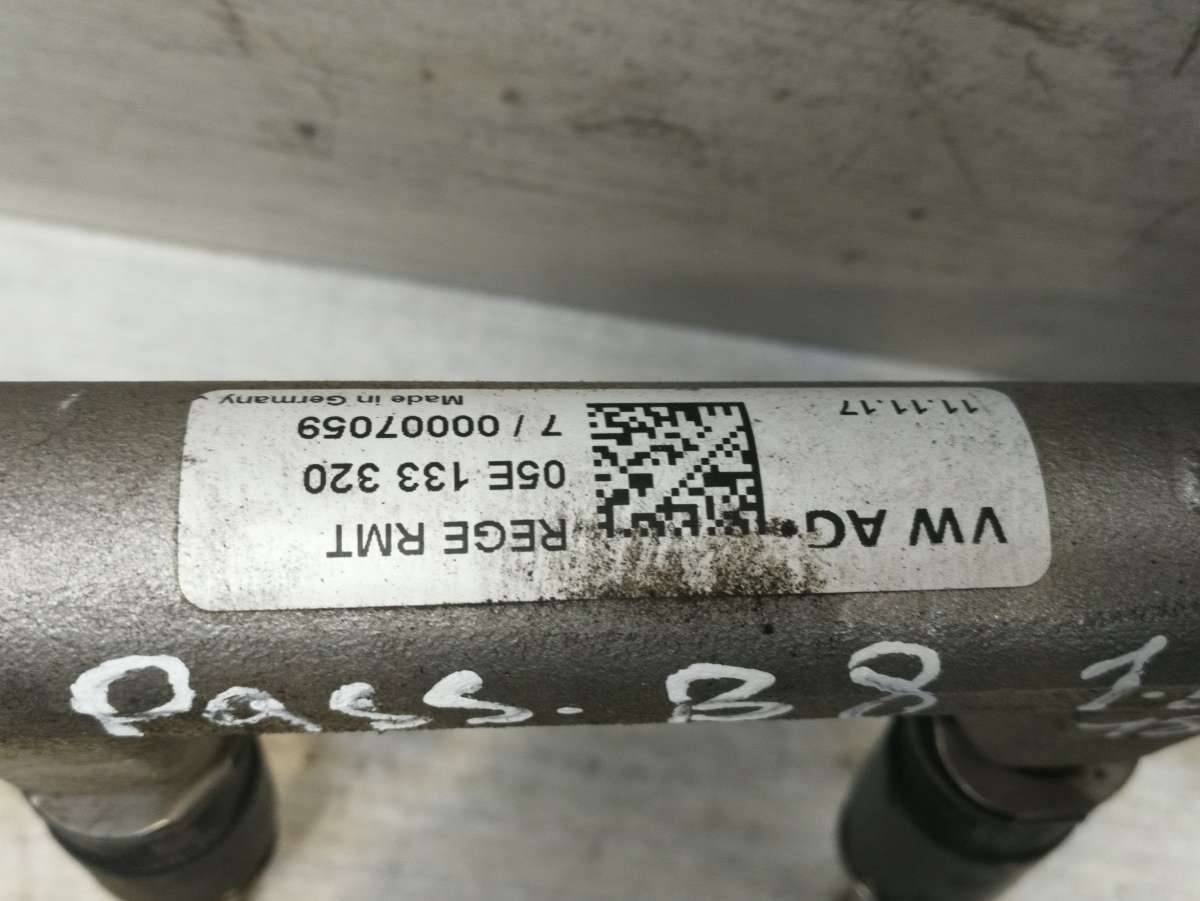 VW AG.
11.11.17
REGE RMT
05E 133 320
7 / 00007059
Made in Germany
Pass. B8